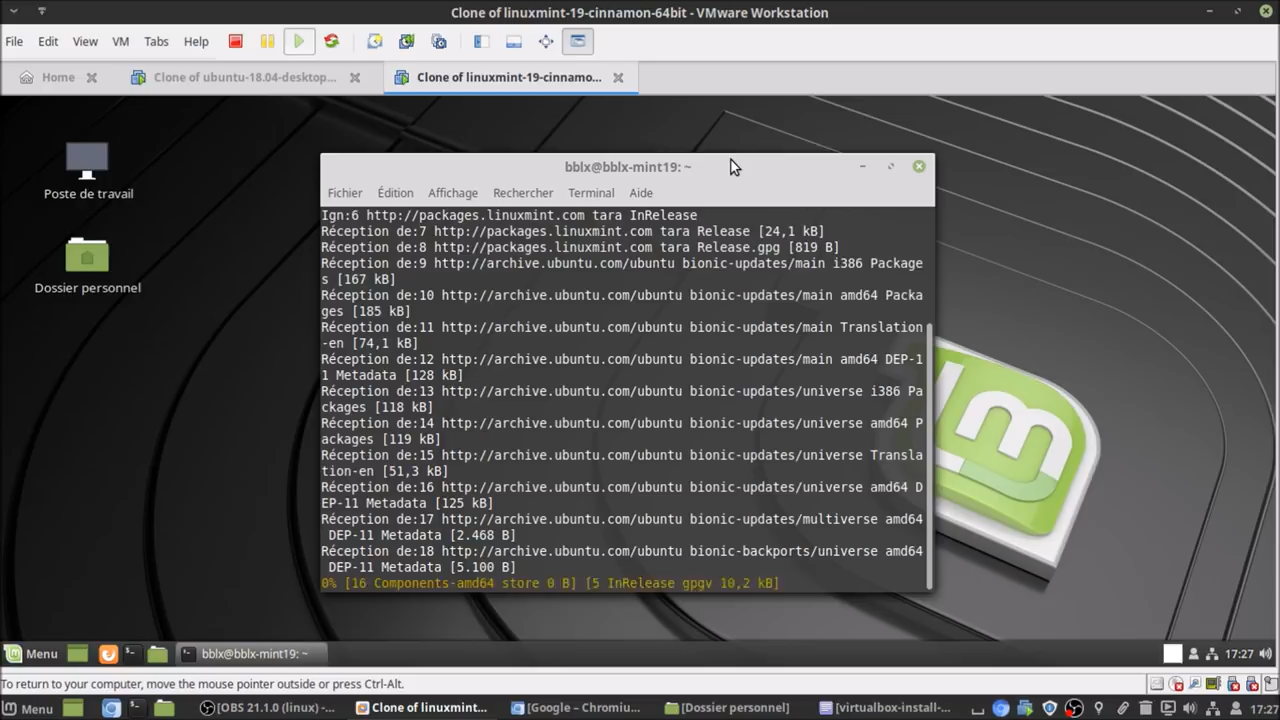 Clone of linuxmint-19-cinnamon-64bit - VMware Workstation
File Edit View VM Tabs Help
Home Clone of ubuntu-18.04-desktop... Clone of linuxmint-19-cinnamo...
Poste de travail
Dossier personnel
bblx@bblx-mint19: ~
Fichier Édition Affichage Rechercher Terminal Aide
Ign:6 http://packages.linuxmint.com tara InRelease
Réception de:7 http://packages.linuxmint.com tara Release [24,1 kB]
Réception de:8 http://packages.linuxmint.com tara Release.gpg [819 B]
Réception de:9 http://archive.ubuntu.com/ubuntu bionic-updates/main i386 Package
s [167 kB]
Réception de:10 http://archive.ubuntu.com/ubuntu bionic-updates/main amd64 Packa
ges [185 kB]
Réception de:11 http://archive.ubuntu.com/ubuntu bionic-updates/main Translation
-en [74,1 kB]
Réception de:12 http://archive.ubuntu.com/ubuntu bionic-updates/main amd64 DEP-1
1 Metadata [128 kB]
Réception de:13 http://archive.ubuntu.com/ubuntu bionic-updates/universe i386 Pa
ckages [118 kB]
Réception de:14 http://archive.ubuntu.com/ubuntu bionic-updates/universe amd64 P
ackages [119 kB]
Réception de:15 http://archive.ubuntu.com/ubuntu bionic-updates/universe Transla
tion-en [51,3 kB]
Réception de:16 http://archive.ubuntu.com/ubuntu bionic-updates/universe amd64 D
EP-11 Metadata [125 kB]
Réception de:17 http://archive.ubuntu.com/ubuntu bionic-updates/multiverse amd64
DEP-11 Metadata [2.468 B]
Réception de:18 http://archive.ubuntu.com/ubuntu bionic-backports/universe amd64
DEP-11 Metadata [5.100 B]
0% [16 Components-amd64 store 0 B] [5 InRelease gpgv 10,2 kB]
Menu bblx@bblx-mint19: ~ 17:27
To return to your computer, move the mouse pointer outside or press Ctrl-Alt.
Menu [OBS 21.1.0 (linux) -... Clone of linuxmint-... [Google – Chromiu... [Dossier personnel] [virtualbox-install-... 17:27